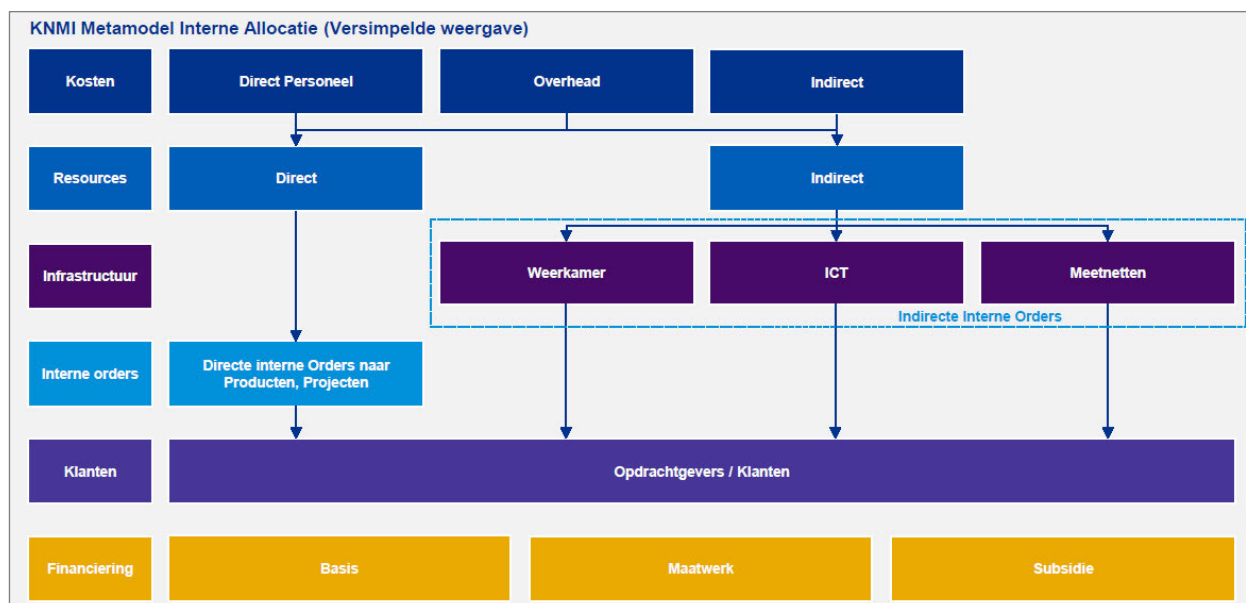 KNMI Metamodel Interne Allocatie (Versimpelde weergave)
Kosten
Direct Personeel
Overhead
Indirect
Resources
Direct
Indirect
Infrastructuur
Weerkamer
ICT
Meetnetten
Indirecte Interne Orders
Interne orders
Directe interne Orders naar
Producten, Projecten
Klanten
Opdrachtgevers / Klanten
Financiering
Basis
Maatwerk
Subsidie